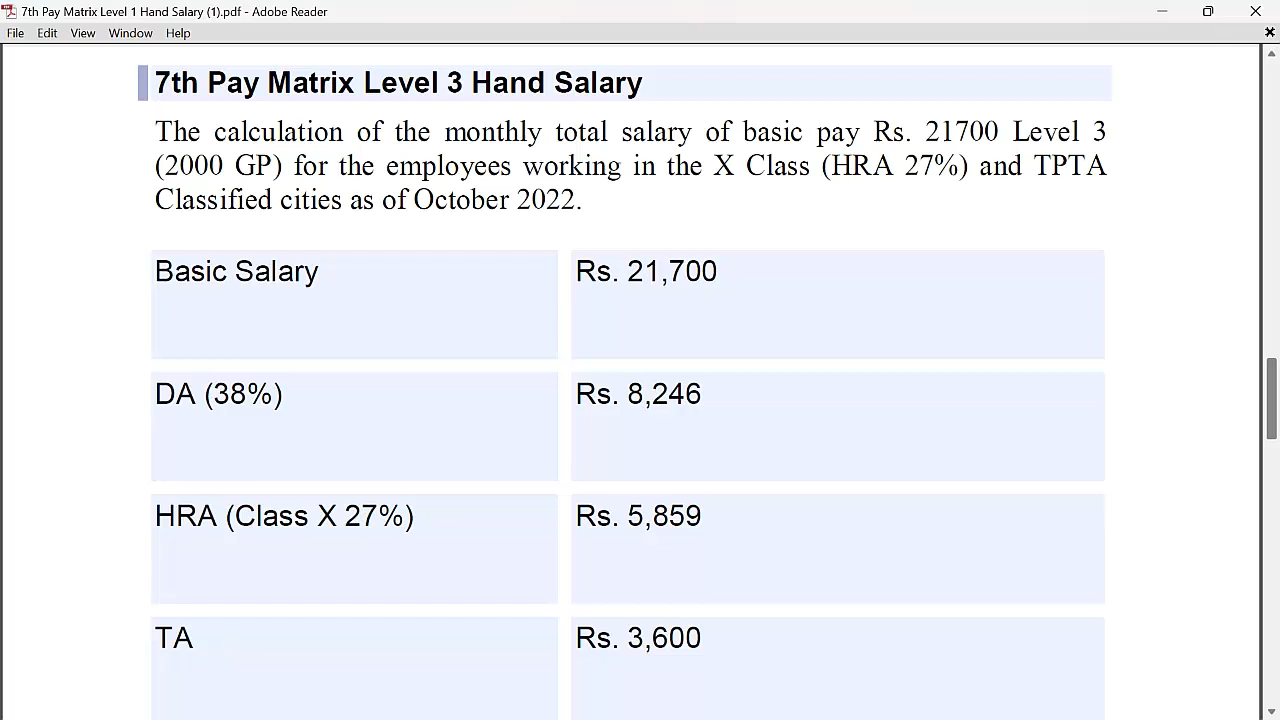 7th Pay Matrix Level 1 Hand Salary (1).pdf - Adobe Reader
File Edit View Window Help
7th Pay Matrix Level 3 Hand Salary
The calculation of the monthly total salary of basic pay Rs. 21700 Level 3
(2000 GP) for the employees working in the X Class (HRA 27%) and TPTA
Classified cities as of October 2022.
Basic Salary Rs. 21,700
DA (38%) Rs. 8,246
HRA (Class X 27%) Rs. 5,859
TA Rs. 3,600